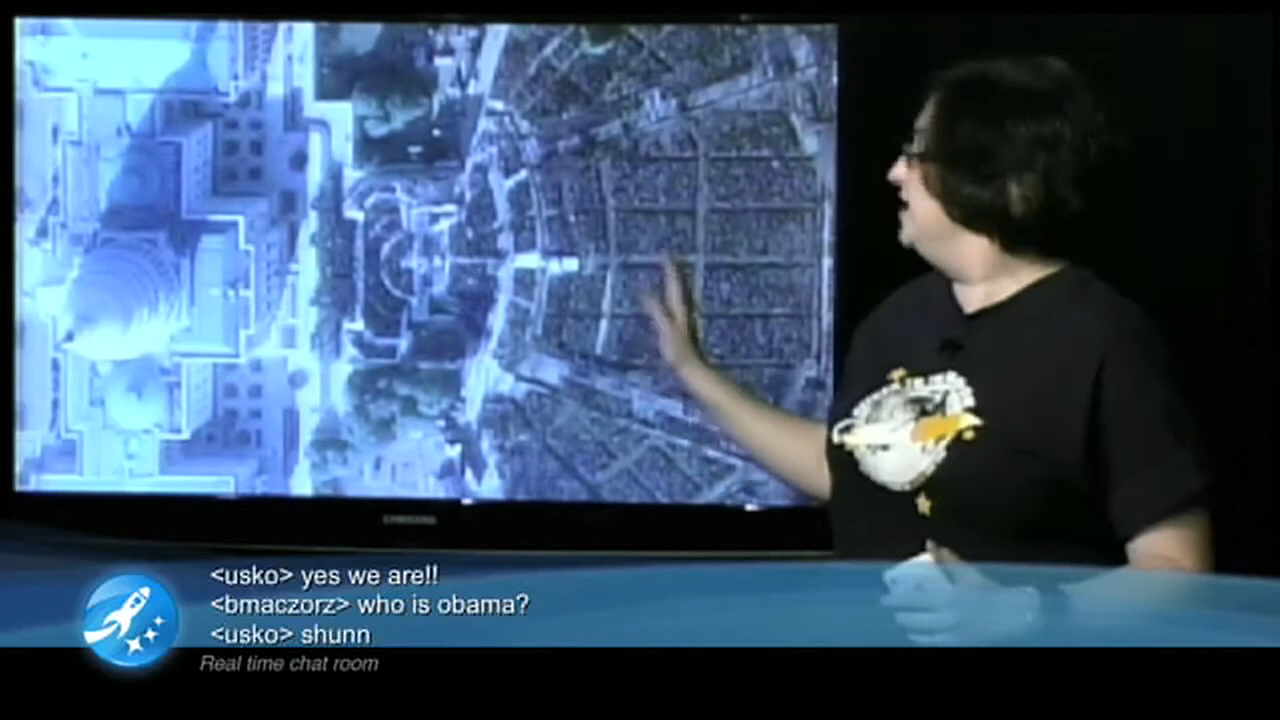 SAMSUNG
<usko> yes we are!!
<bmaczorz> who is obama?
<usko> shunn
Real time chat room